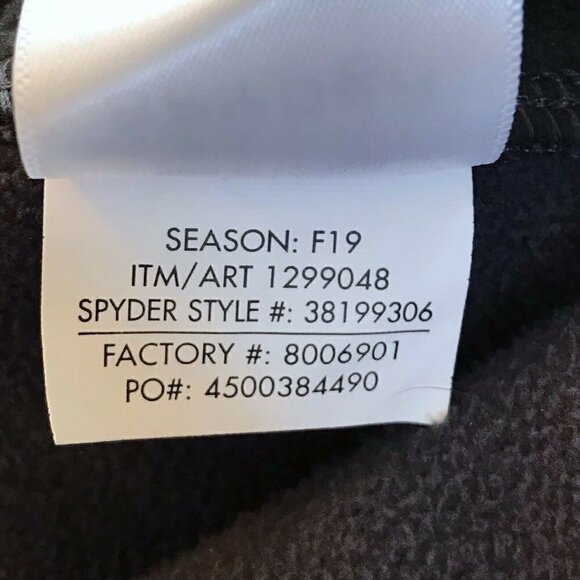 SEASON: F19
ITM/ART 1299048
SPYDER STYLE #: 38199306
FACTORY #: 8006901
PO#: 4500384490